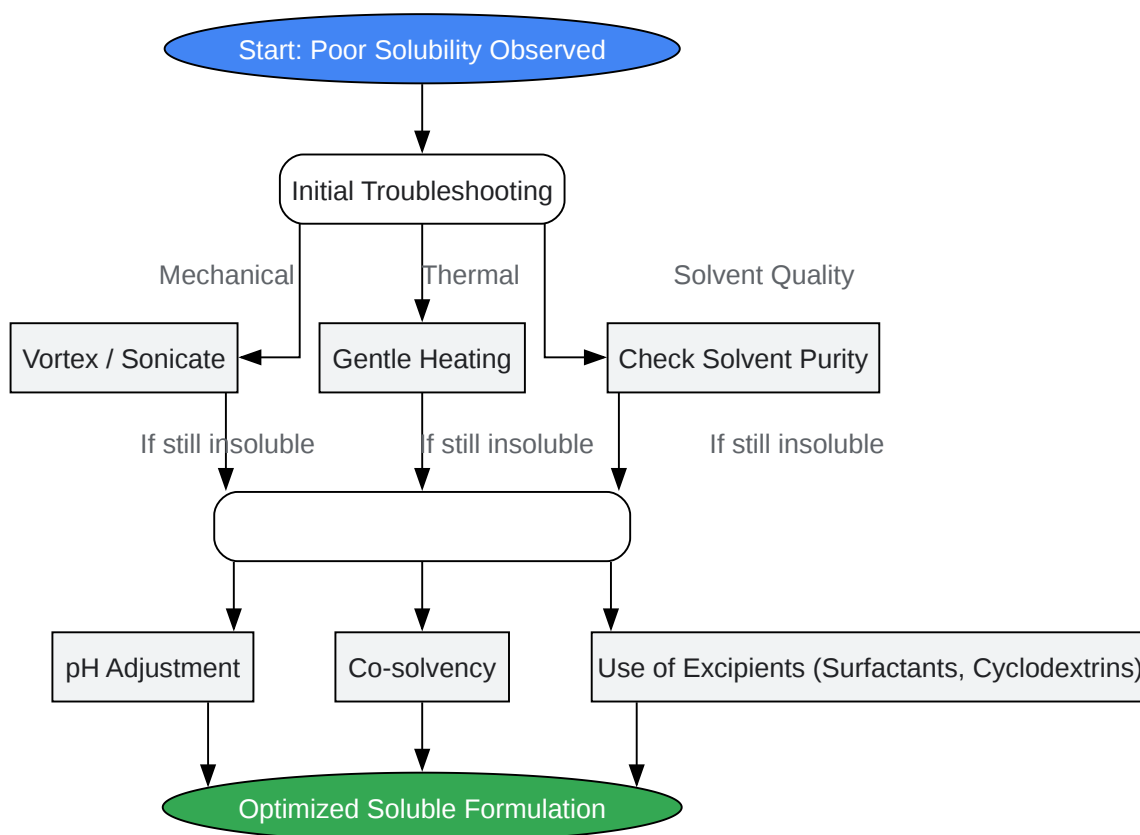 Start: Poor Solubility Observed
Initial Troubleshooting
Mechanical
Thermal
Solvent Quality
Vortex / Sonicate
Gentle Heating
Check Solvent Purity
If still insoluble
If still insoluble
If still insoluble
pH Adjustment
Co-solvency
Use of Excipients (Surfactants, Cyclodextrins)
Optimized Soluble Formulation